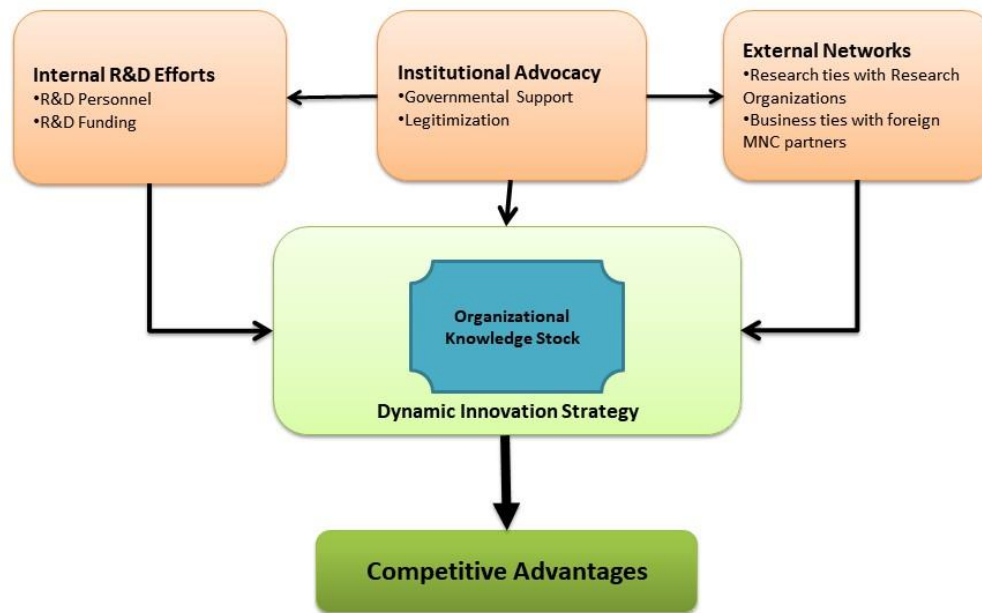 Internal R&D Efforts
•R&D Personnel
•R&D Funding
Institutional Advocacy
•Governmental Support
•Legitimization
External Networks
•Research ties with Research
Organizations
•Business ties with foreign
MNC partners
Organizational
Knowledge Stock
Dynamic Innovation Strategy
Competitive Advantages